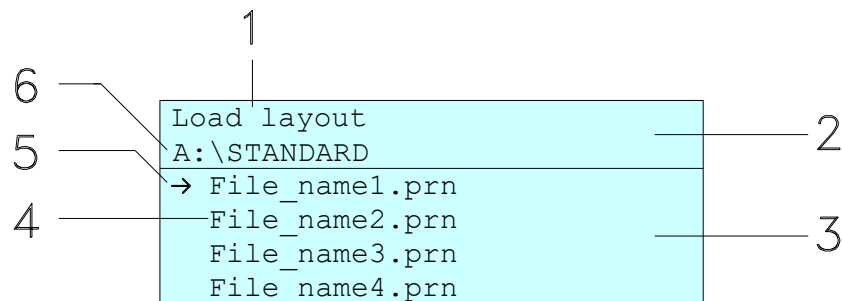 1
6
Load layout
2
5
A:\STANDARD
→ File_name1.prn
4
File_name2.prn
3
File_name3.prn
File_name4.prn